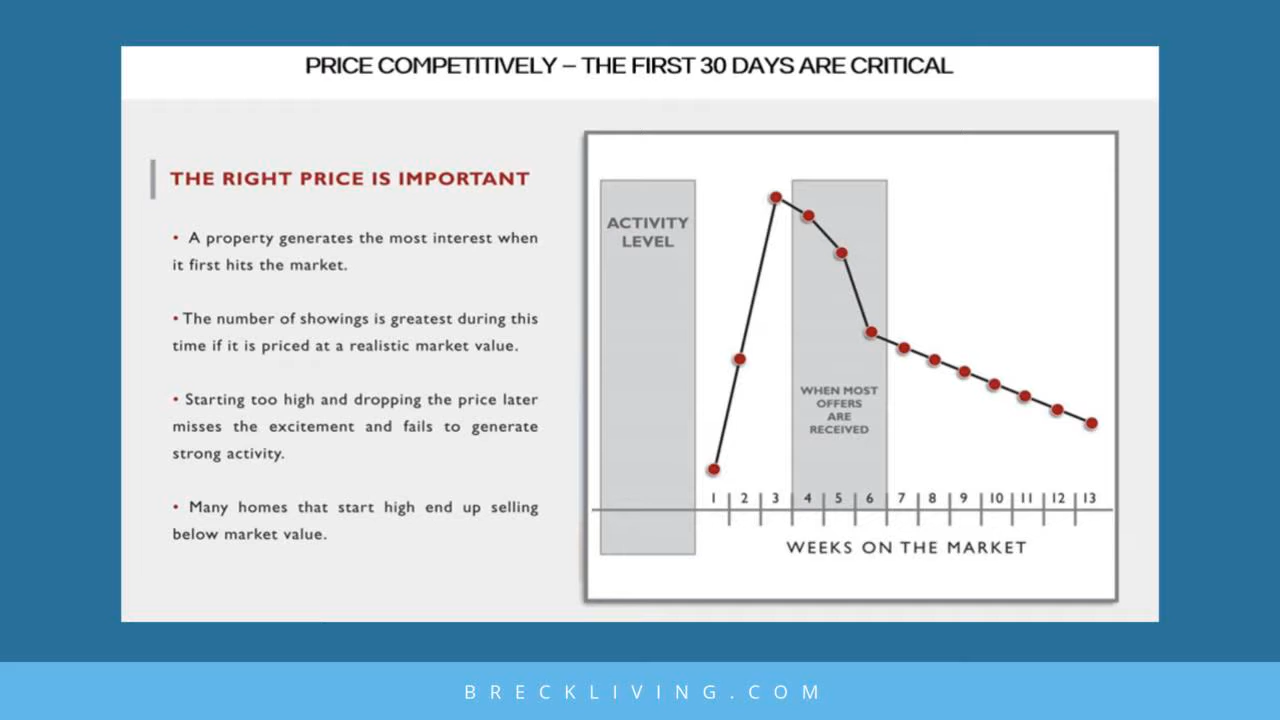 PRICE COMPETITIVELY – THE FIRST 30 DAYS ARE CRITICAL
THE RIGHT PRICE IS IMPORTANT
• A property generates the most interest when
it first hits the market.
• The number of showings is greatest during this
time if it is priced at a realistic market value.
• Starting too high and dropping the price later
misses the excitement and fails to generate
strong activity.
• Many homes that start high end up selling
below market value.
ACTIVITY
LEVEL
WHEN MOST
OFFERS
ARE
RECEIVED
1 2 3 4 5 6 7 8 9 10 11 12 13
WEEKS ON THE MARKET
BRECKLIVING.COM